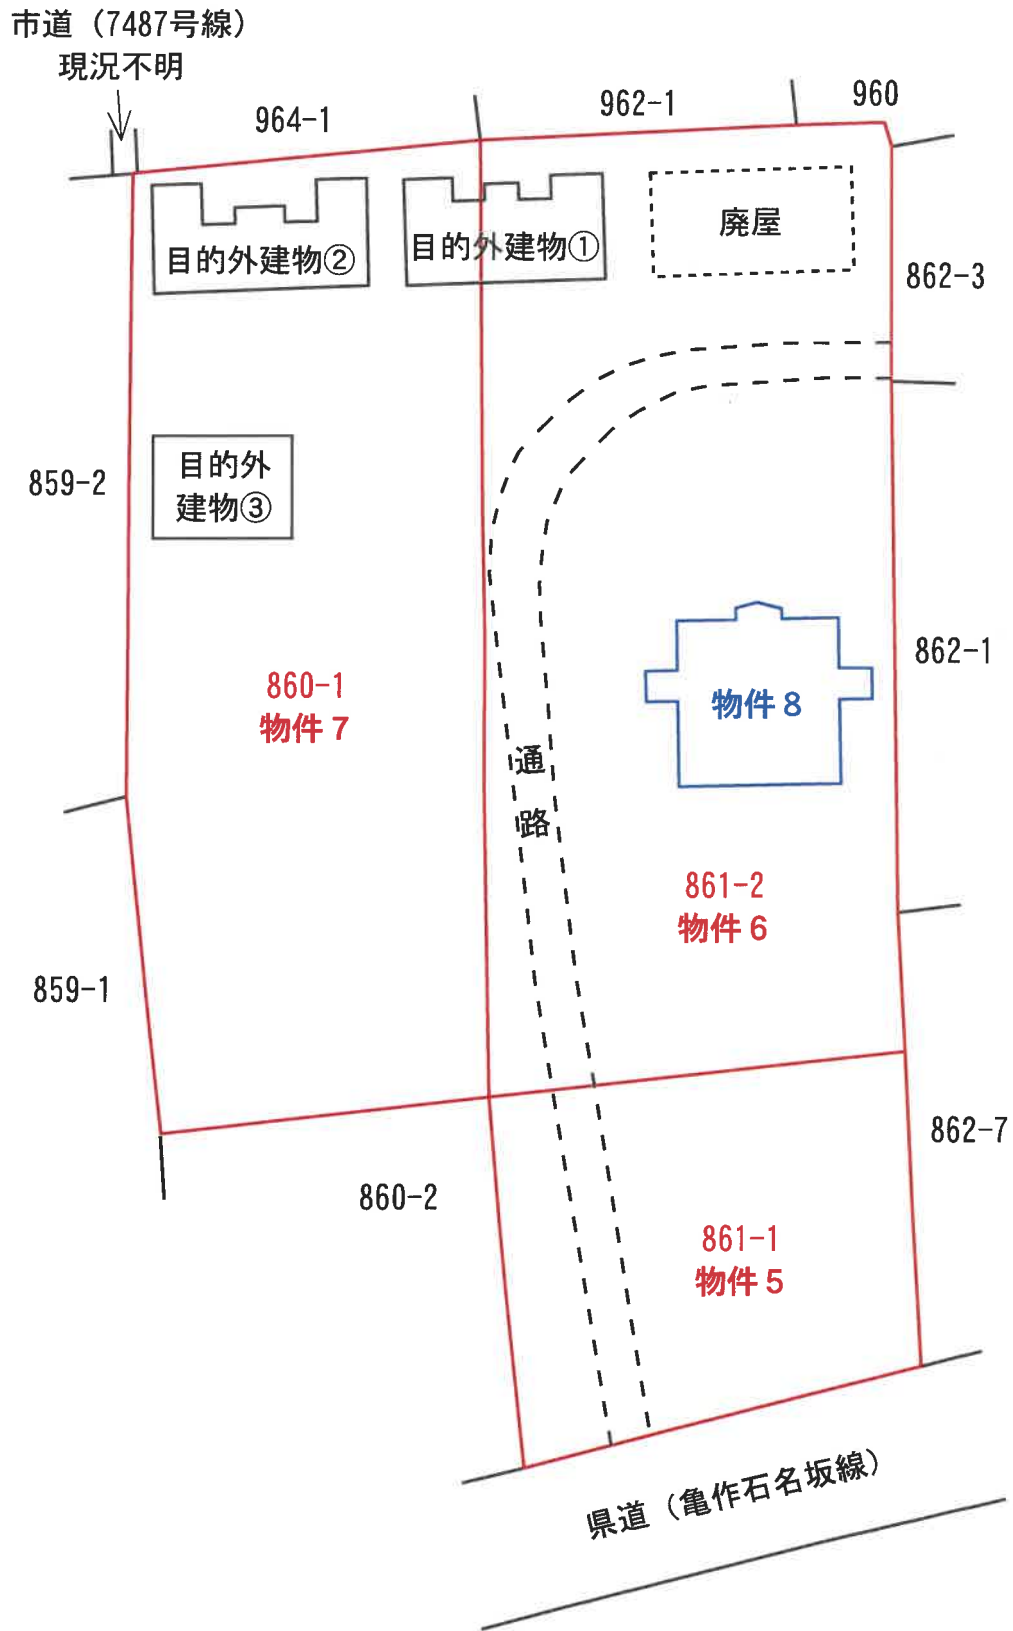 市道（7487号線）
現況不明
964-1
962-1
960
目的外建物②
目的外建物①
廃屋
862-3
859-2
目的外
建物③
862-1
860-1
物件７
物件８
通
路
861-2
物件６
859-1
862-7
860-2
861-1
物件５
県道（亀作石名坂線）